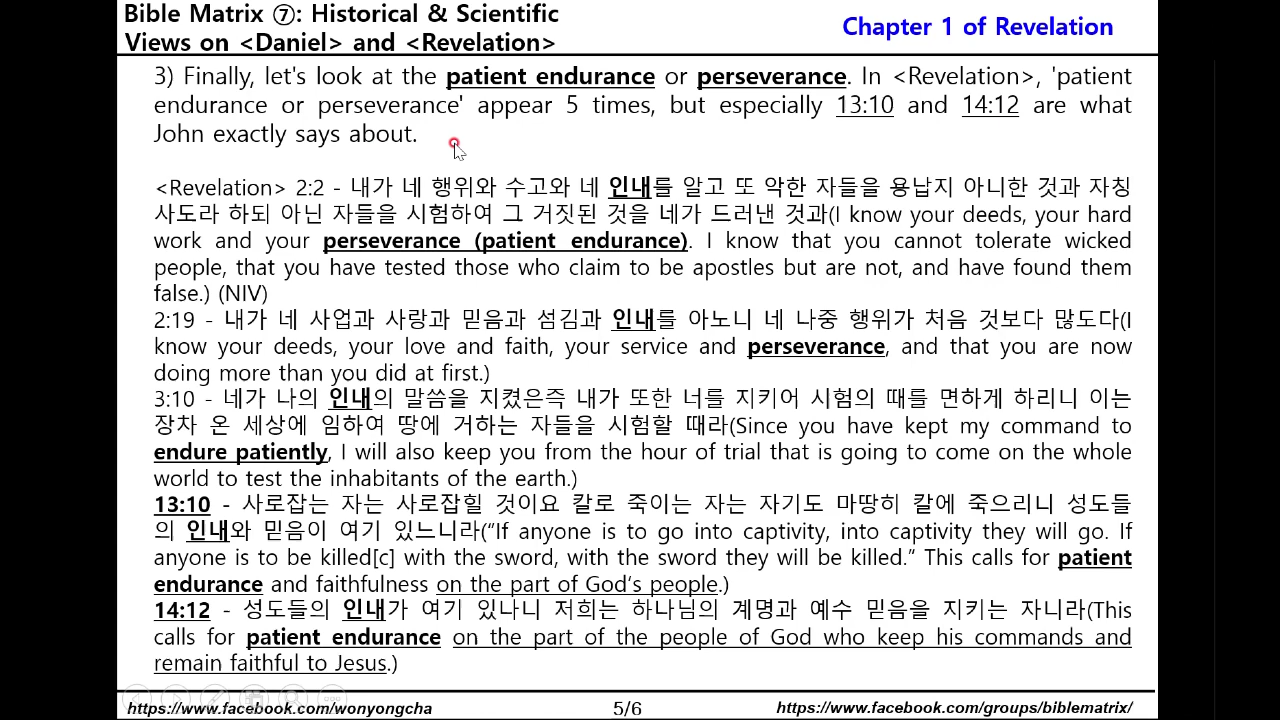 Bible Matrix ⑦: Historical & Scientific
Views on <Daniel> and <Revelation>
Chapter 1 of Revelation
3) Finally, let's look at the patient endurance or perseverance. In <Revelation>, 'patient
endurance or perseverance' appear 5 times, but especially 13:10 and 14:12 are what
John exactly says about.
<Revelation> 2:2 - 내가 네 행위와 수고와 네 인내를 알고 또 악한 자들을 용납지 아니한 것과 자칭
사도라 하되 아닌 자들을 시험하여 그 거짓된 것을 네가 드러낸 것과(I know your deeds, your hard
work and your perseverance (patient endurance). I know that you cannot tolerate wicked
people, that you have tested those who claim to be apostles but are not, and have found them
false.) (NIV)
2:19 - 내가 네 사업과 사랑과 믿음과 섬김과 인내를 아노니 네 나중 행위가 처음 것보다 많도다(I
know your deeds, your love and faith, your service and perseverance, and that you are now
doing more than you did at first.)
3:10 - 네가 나의 인내의 말씀을 지켰은즉 내가 또한 너를 지키어 시험의 때를 면하게 하리니 이는
장차 온 세상에 임하여 땅에 거하는 자들을 시험할 때라(Since you have kept my command to
endure patiently, I will also keep you from the hour of trial that is going to come on the whole
world to test the inhabitants of the earth.)
13:10 - 사로잡는 자는 사로잡힐 것이요 칼로 죽이는 자는 자기도 마땅히 칼에 죽으리니 성도들
의 인내와 믿음이 여기 있느니라(“If anyone is to go into captivity, into captivity they will go. If
anyone is to be killed[c] with the sword, with the sword they will be killed.” This calls for patient
endurance and faithfulness on the part of God‘s people.)
14:12 - 성도들의 인내가 여기 있나니 저희는 하나님의 계명과 예수 믿음을 지키는 자니라(This
calls for patient endurance on the part of the people of God who keep his commands and
remain faithful to Jesus.)
https://www.facebook.com/wonyongcha
5/6
https://www.facebook.com/groups/biblematrix/